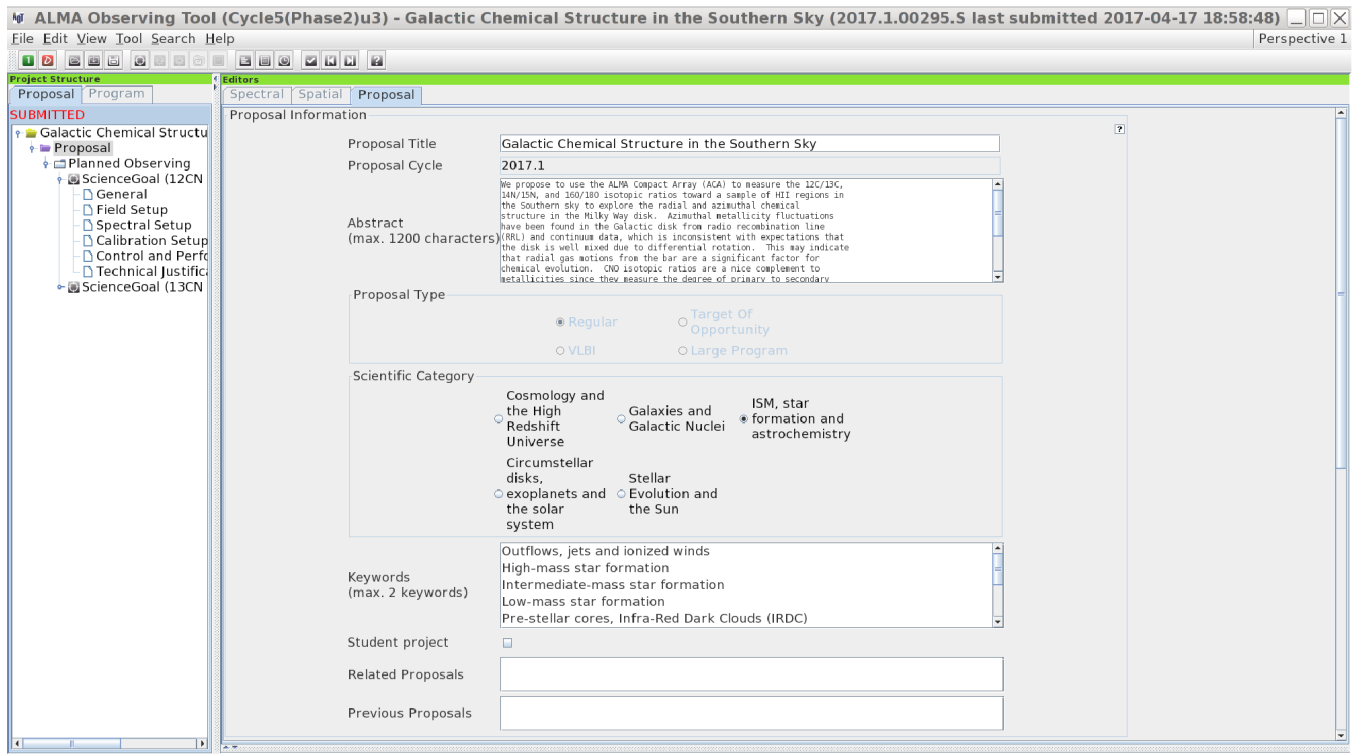 ALMA Observing Tool (Cycle5(Phase2)u3) - Galactic Chemical Structure in the Southern Sky (2017.1.00295.S last submitted 2017-04-17 18:58:48)
File Edit View Tool Search Help
Perspective 1
Project Structure
Editors
Proposal Program
Spectral Spatial Proposal
SUBMITTED
Galactic Chemical Structu
Proposal
Planned Observing
ScienceGoal (12CN
General
Field Setup
Spectral Setup
Calibration Setup
Control and Perfo
Technical Justifica
ScienceGoal (13CN
Proposal Information
?
Proposal Title
Galactic Chemical Structure in the Southern Sky
Proposal Cycle
2017.1
Abstract
(max. 1200 characters)
We propose to use the ALMA Compact Array (ACA) to measure the 12C/13C,
14N/15N, and 16O/18O isotopic ratios toward a sample of HII regions in
the Southern sky to explore the radial and azimuthal chemical
structure in the Milky Way disk. Azimuthal metallicity fluctuations
have been found in the Galactic disk from radio recombination line
(RRL) and continuum data, which is inconsistent with expectations that
the disk is well mixed due to differential rotation. This may indicate
that radial gas motions from the bar are a significant factor for
chemical evolution. CNO isotopic ratios are a nice complement to
metallicities since they measure the degree of primary to secondary
Proposal Type
Regular
Target Of
Opportunity
VLBI
Large Program
Scientific Category
Cosmology and
the High
Redshift
Universe
Galaxies and
Galactic Nuclei
ISM, star
formation and
astrochemistry
Circumstellar
disks,
exoplanets and
the solar
system
Stellar
Evolution and
the Sun
Keywords
(max. 2 keywords)
Outflows, jets and ionized winds
High-mass star formation
Intermediate-mass star formation
Low-mass star formation
Pre-stellar cores, Infra-Red Dark Clouds (IRDC)
Student project
Related Proposals
Previous Proposals